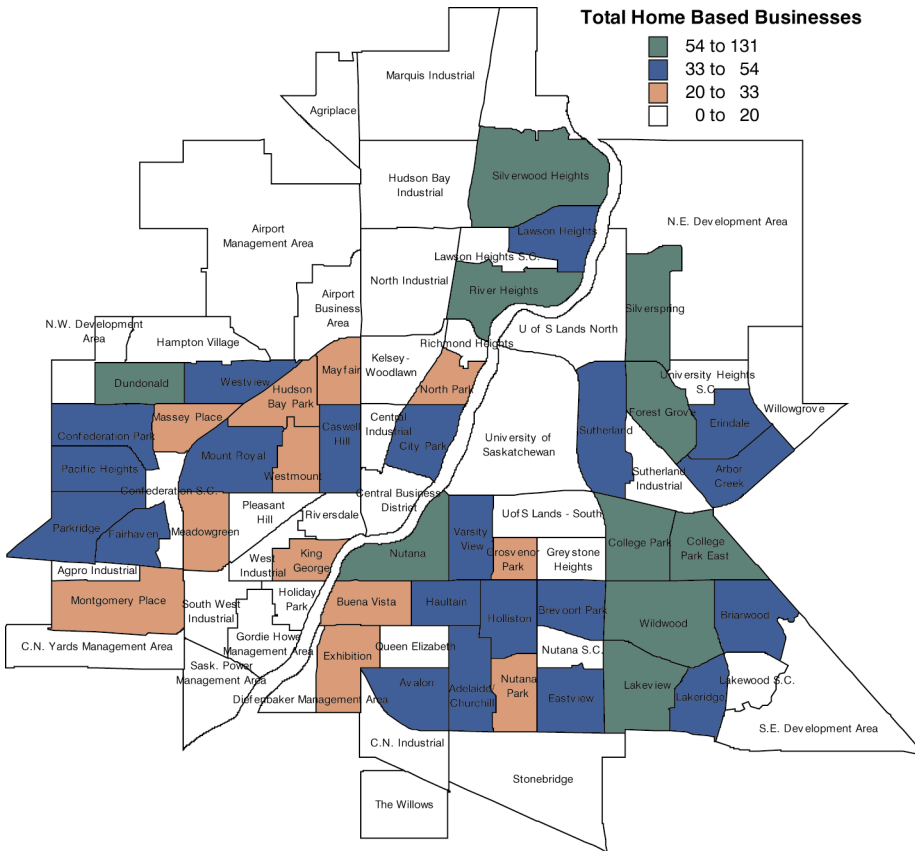 Total Home Based Businesses
54 to 131
33 to 54
20 to 33
0 to 20
Marquis Industrial
Agriplace
Silverwood Heights
Hudson Bay
Industrial
N.E. Development Area
Airport
Management Area
Lawson Heights
Lawson Heights S.C.
North Industrial
River Heights
Airport
Business
Area
Silverspring
N.W. Development
Area
U of S Lands North
Hampton Village
Richmond Heights
Kelsey-
Woodlawn
Mayfair
University Heights
S.C.
Dundonald
Westview
Hudson
Bay Park
North Park
Massey Place
Forest Grove
Willowgrove
Confederation Park
Caswell
Hill
Central
Industrial
City Park
University of
Saskatchewan
Sutherland
Erindale
Mount Royal
Pacific Heights
Westmount
Sutherland
Industrial
Arbor
Creek
Confederation S.C.
Central Business
District
Pleasant
Hill
Riversdale
UofS Lands - South
Parkridge
Fairhaven
Meadowgreen
Varsity
View
College Park
College
Park East
King
George
Nutana
Grosvenor
Park
Greystone
Heights
West
Industrial
Agpro Industrial
Holiday
Park
Montgomery Place
South West
Industrial
Buena Vista
Haultain
Holliston
Brevoort Park
Wildwood
Briarwood
Gordie Howe
Management Area
C.N. Yards Management Area
Queen Elizabeth
Nutana S.C.
Exhibition
Sask. Power
Management Area
Lakewood S.C.
Avalon
Adelaide/
Churchill
Nutana
Park
Eastview
Lakeview
Lakeridge
Diefenbaker Management Area
S.E. Development Area
C.N. Industrial
Stonebridge
The Willows